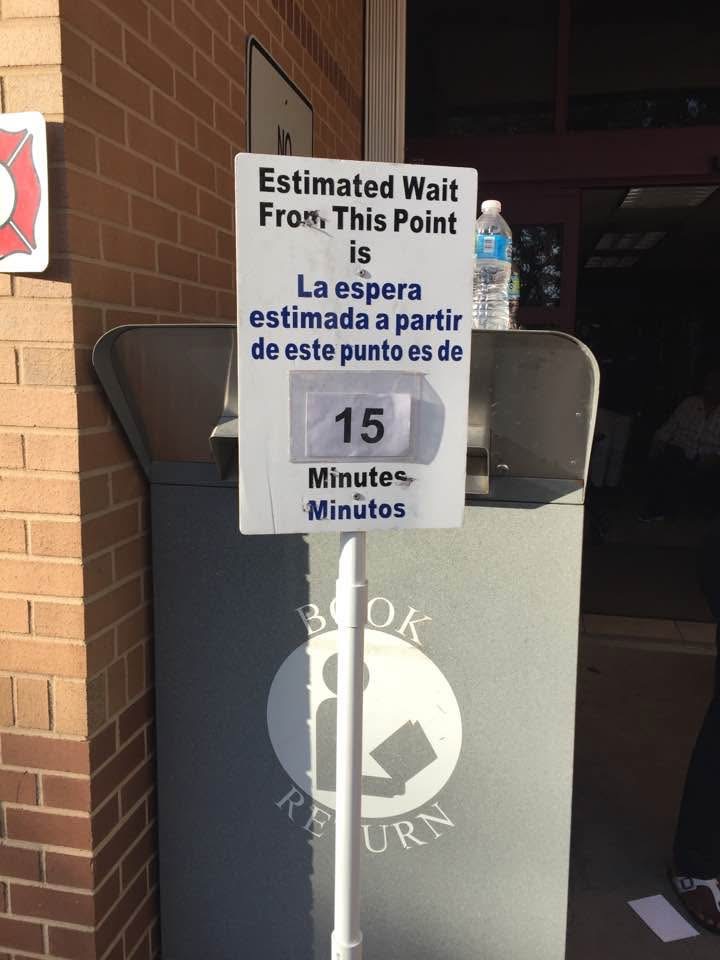 NO
Estimated Wait
From This Point
is
La espera
estimada a partir
de este punto es de
15
Minutes
Minutos
BOOK
RETURN